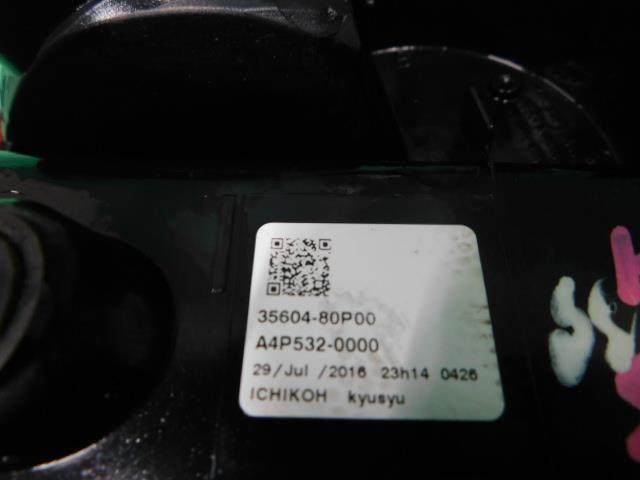 35604-80P00
A4P532-0000
29/Jul /2016 23h14 0426
ICHIKOH kyusyu